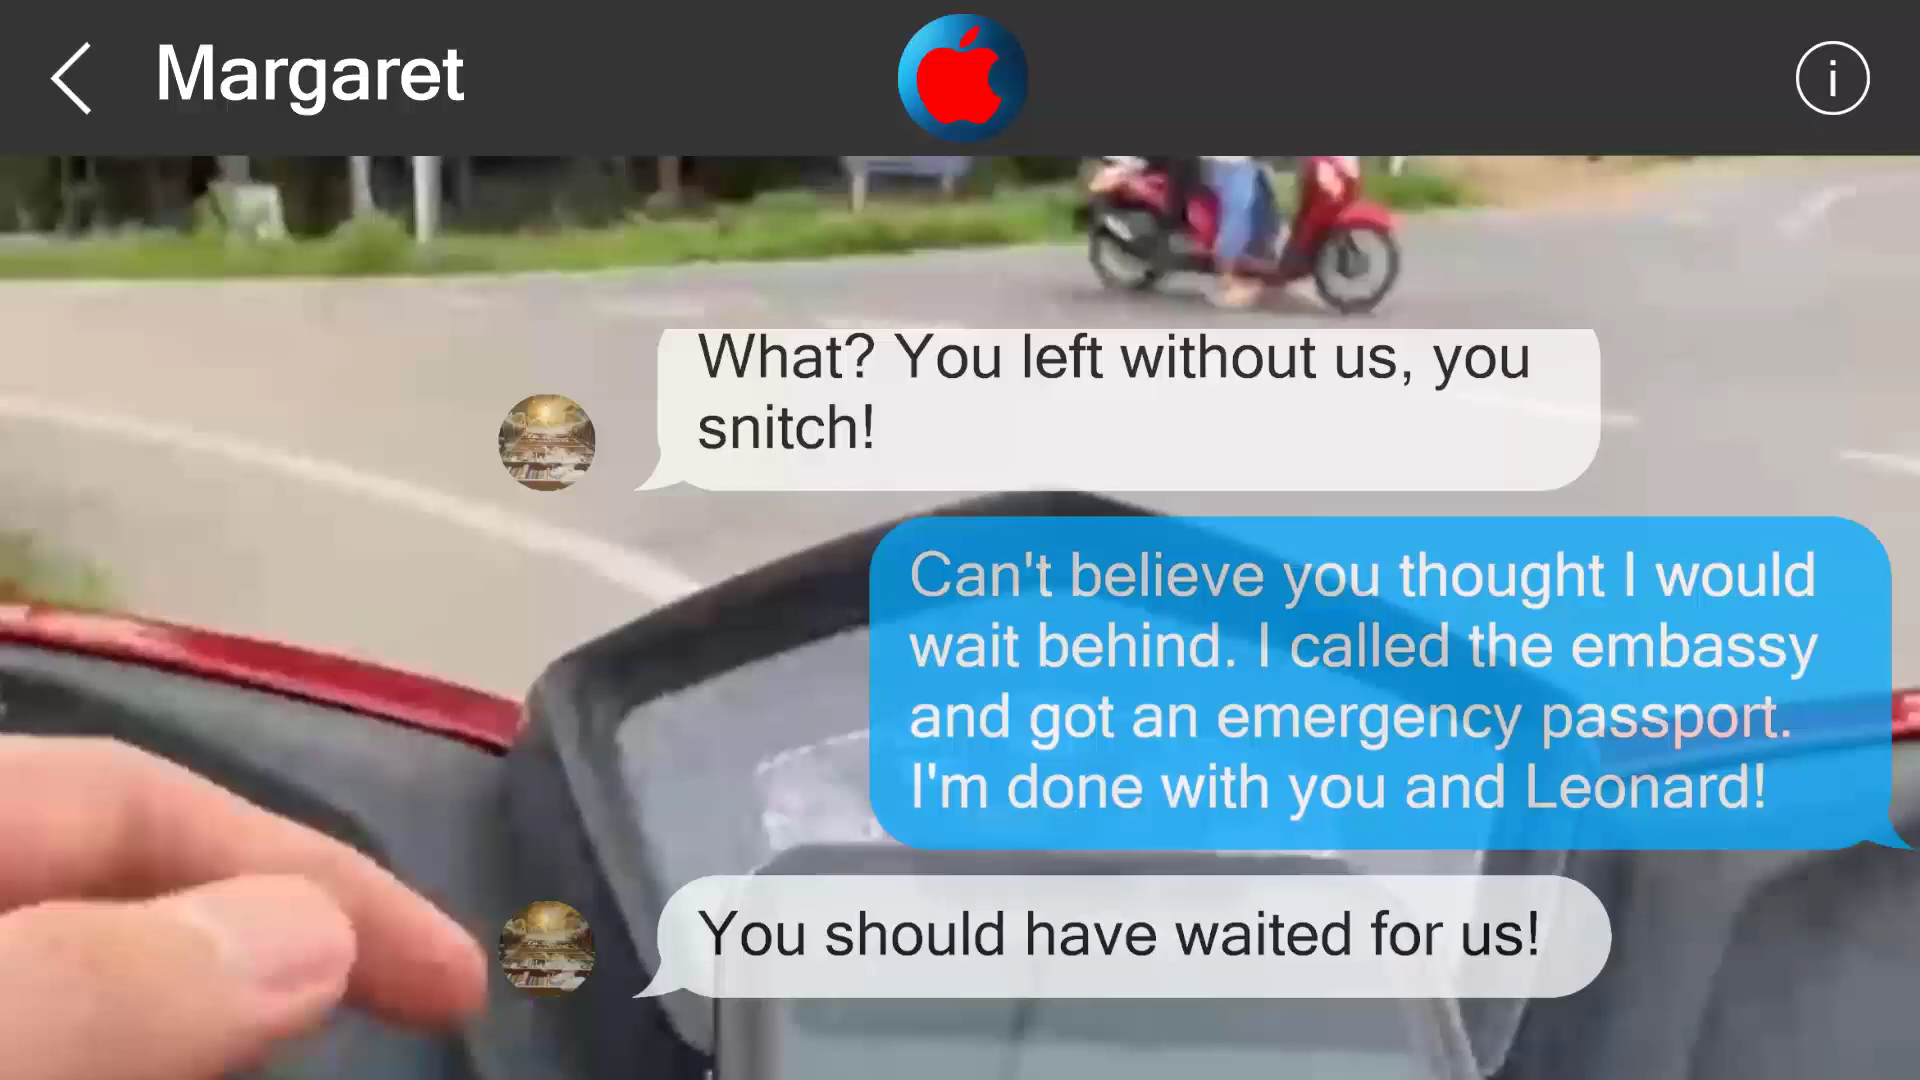 Margaret
i
What? You left without us, you
snitch!
Can't believe you thought I would
wait behind. I called the embassy
and got an emergency passport.
I'm done with you and Leonard!
You should have waited for us!